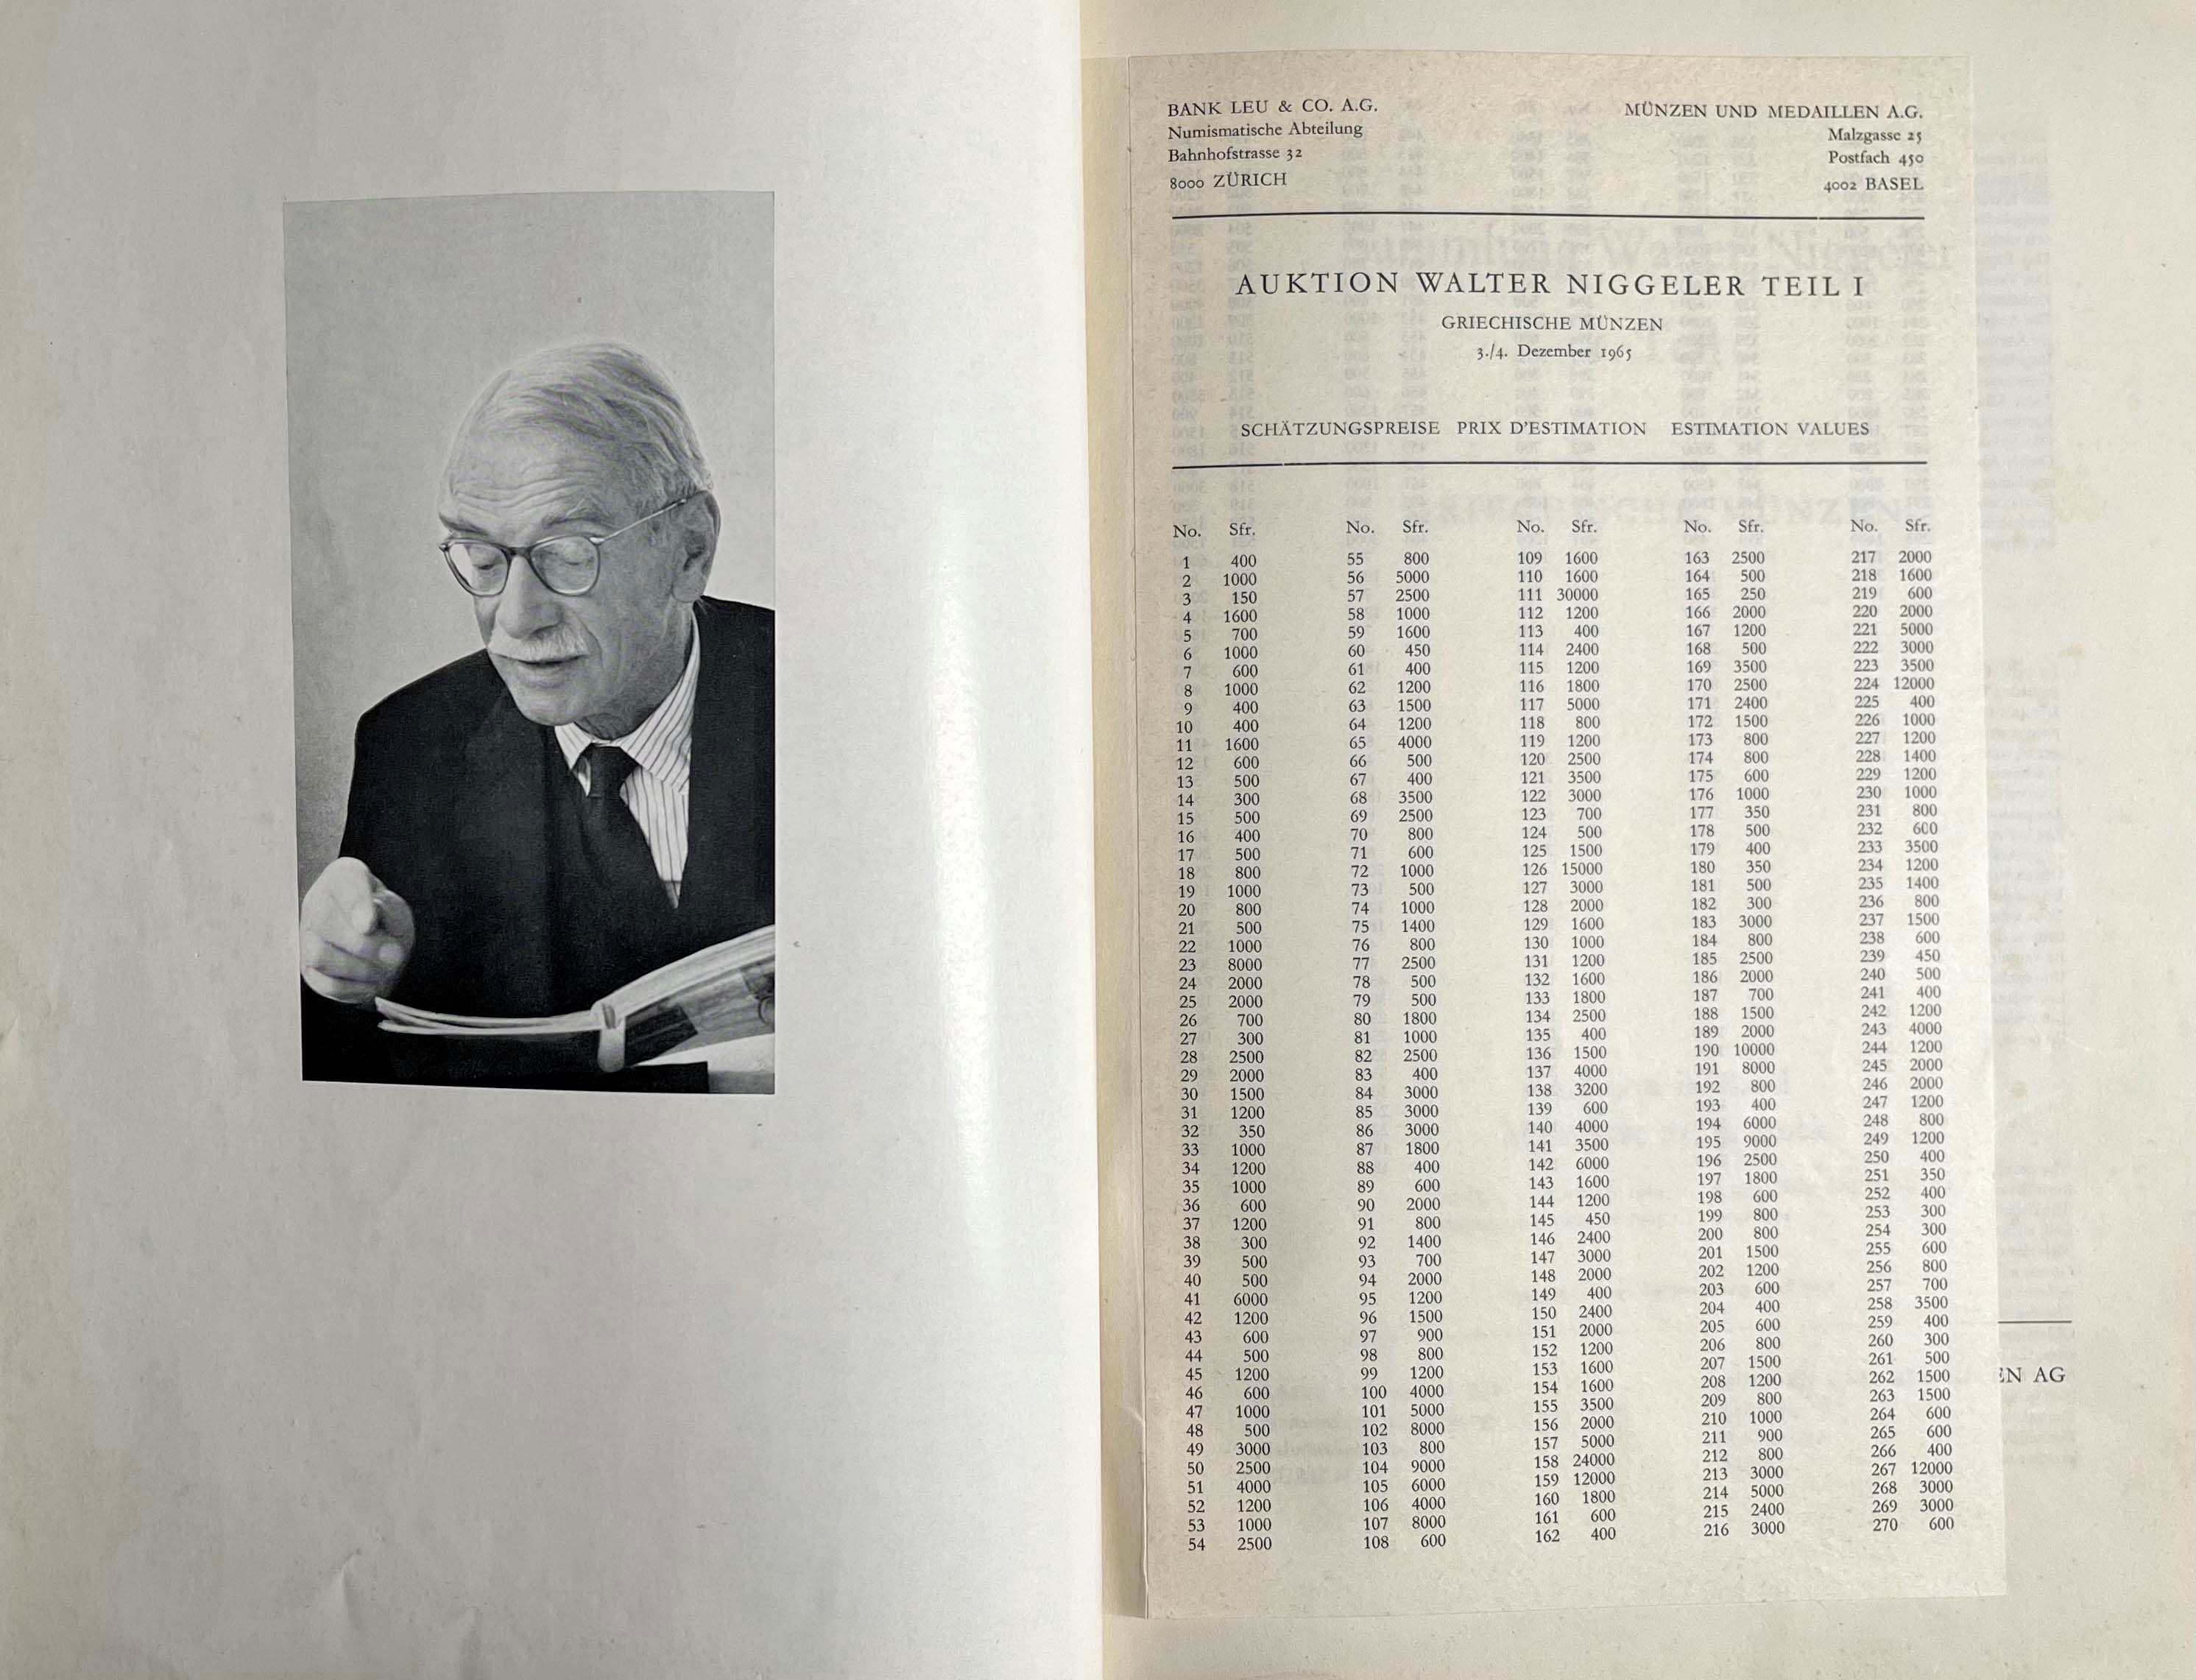 BANK LEU & CO. A.G.
Numismatische Abteilung
Bahnhofstrasse 32
8000 ZÜRICH
MÜNZEN UND MEDAILLEN A.G.
Malzgasse 25
Postfach 450
4002 BASEL
AUKTION WALTER NIGGELER TEIL I
GRIECHISCHE MÜNZEN
3./4. Dezember 1965
SCHÄTZUNGSPREISE PRIX D'ESTIMATION ESTIMATION VALUES
No. Sfr. No. Sfr. No. Sfr. No. Sfr. No. Sfr.
1 400 55 800 109 1600 163 2500 217 2000
2 1000 56 5000 110 1600 164 500 218 1600
3 150 57 2500 111 30000 165 250 219 600
4 1600 58 1000 112 1200 166 2000 220 2000
5 700 59 1600 113 400 167 1200 221 5000
6 1000 60 450 114 2400 168 500 222 3000
7 600 61 400 115 1200 169 3500 223 3500
8 1000 62 1200 116 1800 170 2500 224 12000
9 400 63 1500 117 5000 171 2400 225 400
10 400 64 1200 118 800 172 1500 226 1000
11 1600 65 4000 119 1200 173 800 227 1200
12 600 66 500 120 2500 174 800 228 1400
13 500 67 400 121 3500 175 600 229 1200
14 300 68 3500 122 3000 176 1000 230 1000
15 500 69 2500 123 700 177 350 231 800
16 400 70 800 124 500 178 500 232 600
17 500 71 600 125 1500 179 400 233 3500
18 800 72 1000 126 15000 180 350 234 1200
19 1000 73 500 127 3000 181 500 235 1400
20 800 74 1000 128 2000 182 300 236 800
21 500 75 1400 129 1600 183 3000 237 1500
22 1000 76 800 130 1000 184 800 238 600
23 8000 77 2500 131 1200 185 2500 239 450
24 2000 78 500 132 1600 186 2000 240 500
25 2000 79 500 133 1800 187 700 241 400
26 700 80 1800 134 2500 188 1500 242 1200
27 300 81 1000 135 400 189 2000 243 4000
28 2500 82 2500 136 1500 190 10000 244 1200
29 2000 83 400 137 4000 191 8000 245 2000
30 1500 84 3000 138 3200 192 800 246 2000
31 1200 85 3000 139 600 193 400 247 1200
32 350 86 3000 140 4000 194 6000 248 800
33 1000 87 1800 141 3500 195 9000 249 1200
34 1200 88 400 142 6000 196 2500 250 400
35 1000 89 600 143 1600 197 1800 251 350
36 600 90 2000 144 1200 198 600 252 400
37 1200 91 800 145 450 199 800 253 300
38 300 92 1400 146 2400 200 800 254 300
39 500 93 700 147 3000 201 1500 255 600
40 500 94 2000 148 2000 202 1200 256 800
41 6000 95 1200 149 400 203 600 257 700
42 1200 96 1500 150 2400 204 400 258 3500
43 600 97 900 151 2000 205 600 259 400
44 500 98 800 152 1200 206 800 260 300
45 1200 99 1200 153 1600 207 1500 261 500
46 600 100 4000 154 1600 208 1200 262 1500
47 1000 101 5000 155 3500 209 800 263 1500
48 500 102 8000 156 2000 210 1000 264 600
49 3000 103 800 157 5000 211 900 265 600
50 2500 104 9000 158 24000 212 800 266 400
51 4000 105 6000 159 12000 213 3000 267 12000
52 1200 106 4000 160 1800 214 5000 268 3000
53 1000 107 8000 161 600 215 2400 269 3000
54 2500 108 600 162 400 216 3000 270 600
EN AG